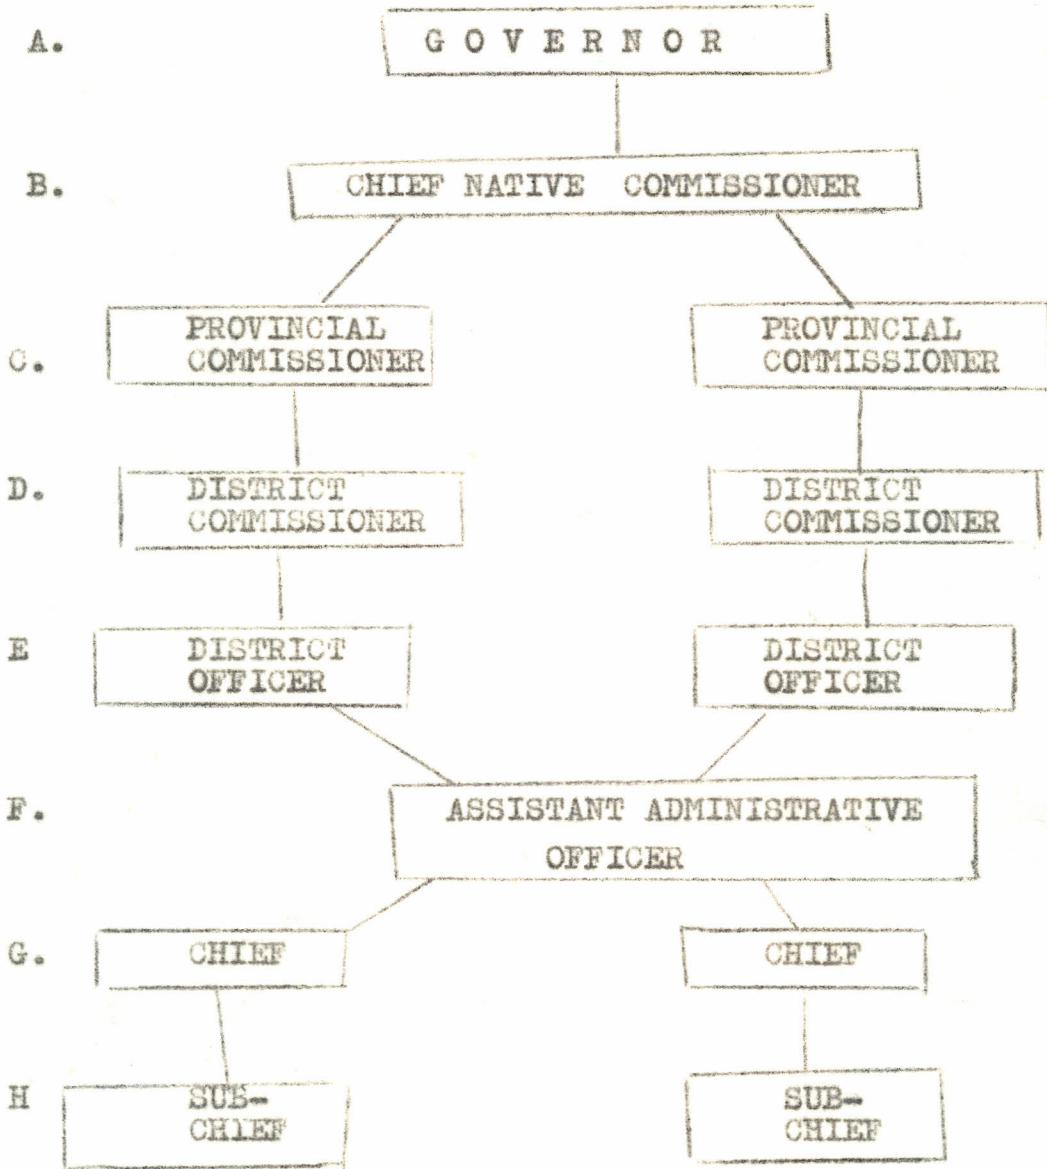 A. G O V E R N O R
B. CHIEF NATIVE COMMISSIONER
PROVINCIAL PROVINCIAL
C. COMMISSIONER COMMISSIONER
D. DISTRICT DISTRICT
COMMISSIONER COMMISSIONER
E DISTRICT DISTRICT
OFFICER OFFICER
F. ASSISTANT ADMINISTRATIVE
OFFICER
G. CHIEF CHIEF
H SUB- SUB-
CHIEF CHIEF